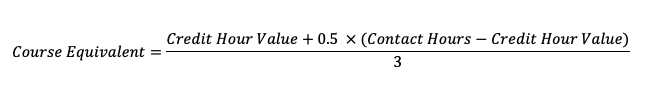 Course Equivalent = Credit Hour Value + 0.5 × (Contact Hours − Credit Hour Value)
3